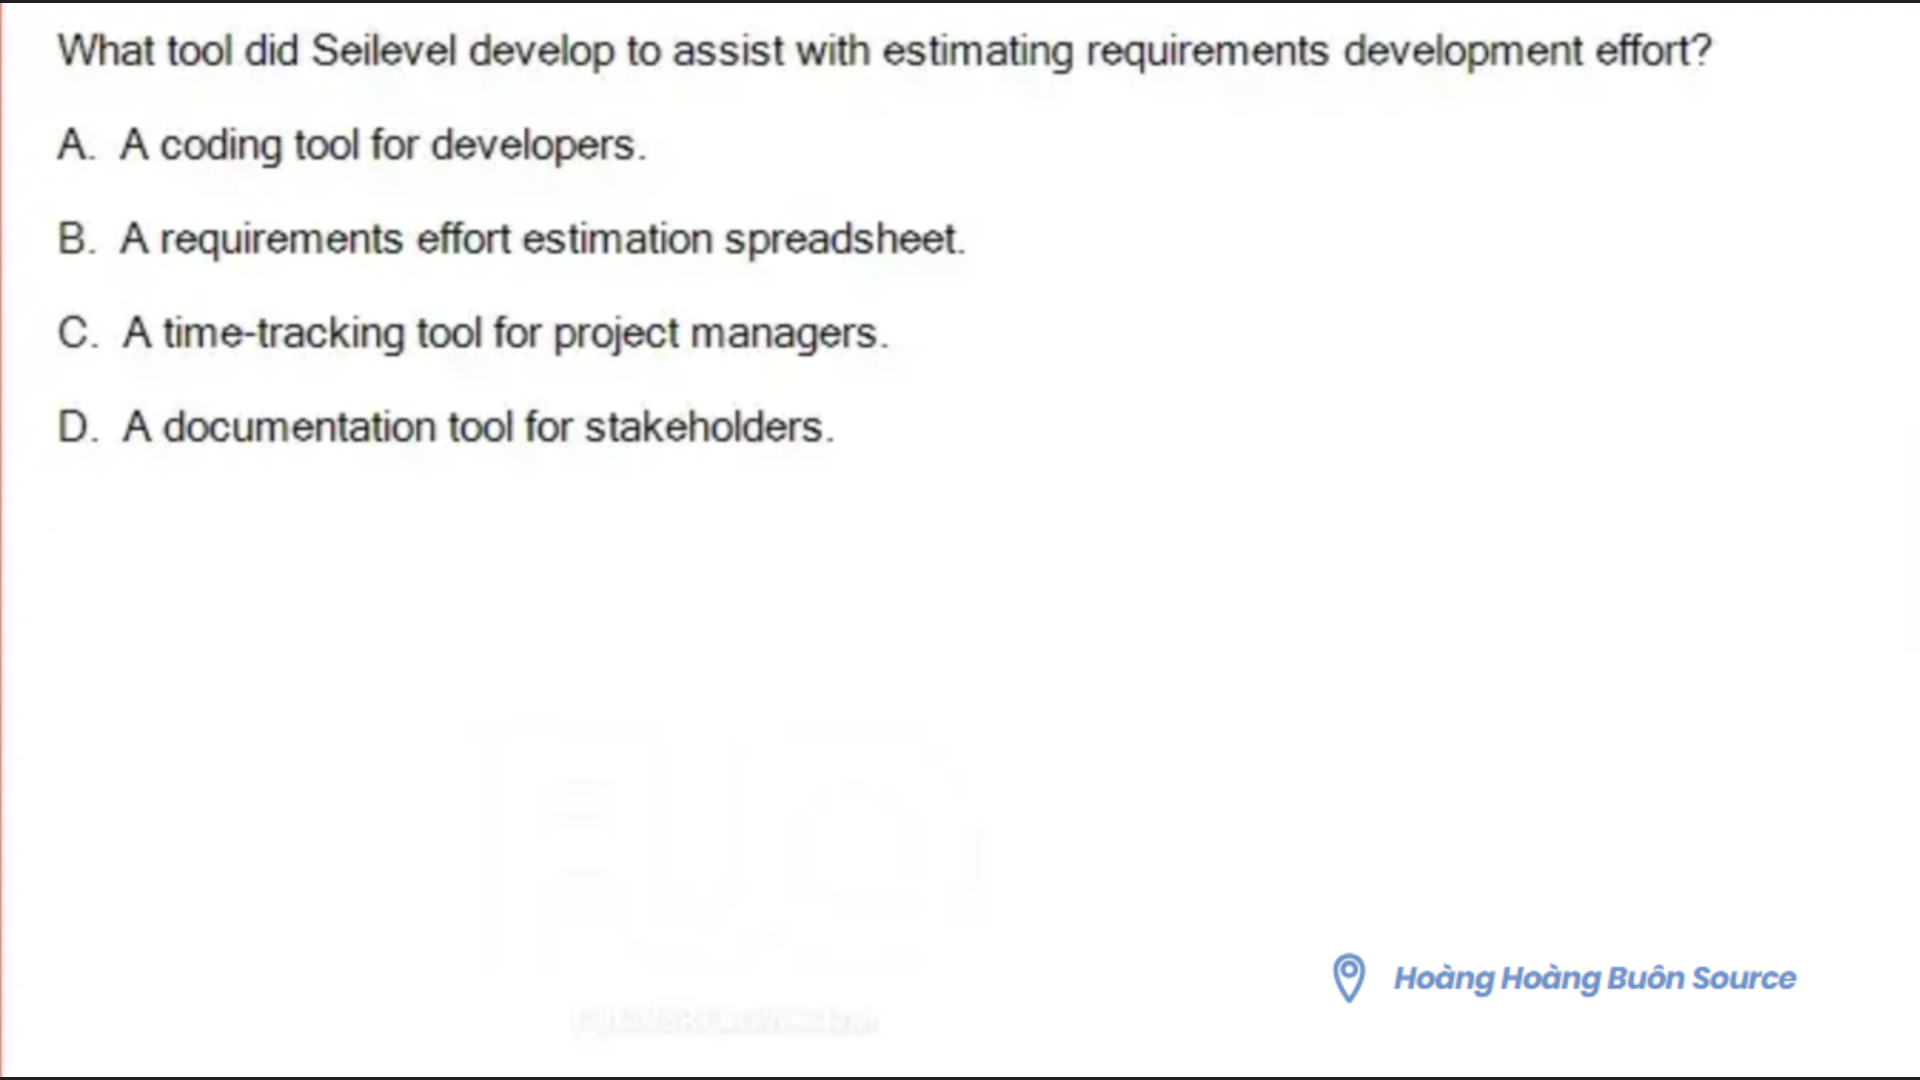 What tool did Seilevel develop to assist with estimating requirements development effort?
A. A coding tool for developers.
B. A requirements effort estimation spreadsheet.
C. A time-tracking tool for project managers.
D. A documentation tool for stakeholders.
Hoàng Hoàng Buôn Source